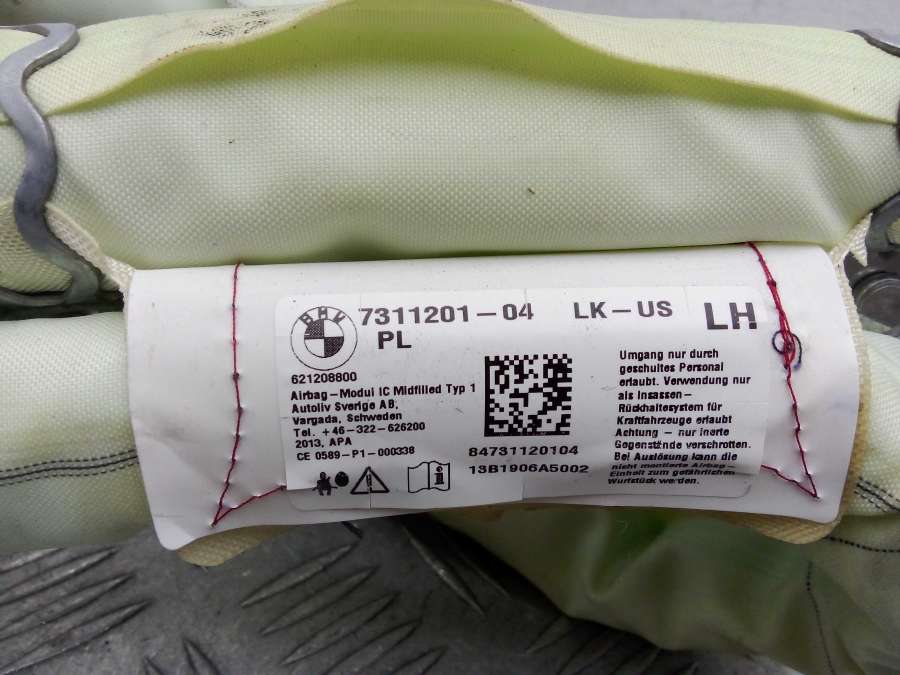 BMW
7311201-04 LK-US LH
PL
621208800
Airbag-Modul IC Midfilled Typ 1
Autoliv Sverige AB,
Vargada, Schweden
Tel. +46-322-626200
2013, APA
CE 0589-P1-000338
84731120104
13B1906A5002
Umgang nur durch
geschultes Personal
erlaubt. Verwendung nur
als Insassen-
Rückhaltesystem für
Kraftfahrzeuge erlaubt
Achtung - nur inerte
Gegenstände verschrotten.
Bei Auslösung kann die
nicht montierte Airbag-
Einheit zum gefährlichen
Wurfstück werden.